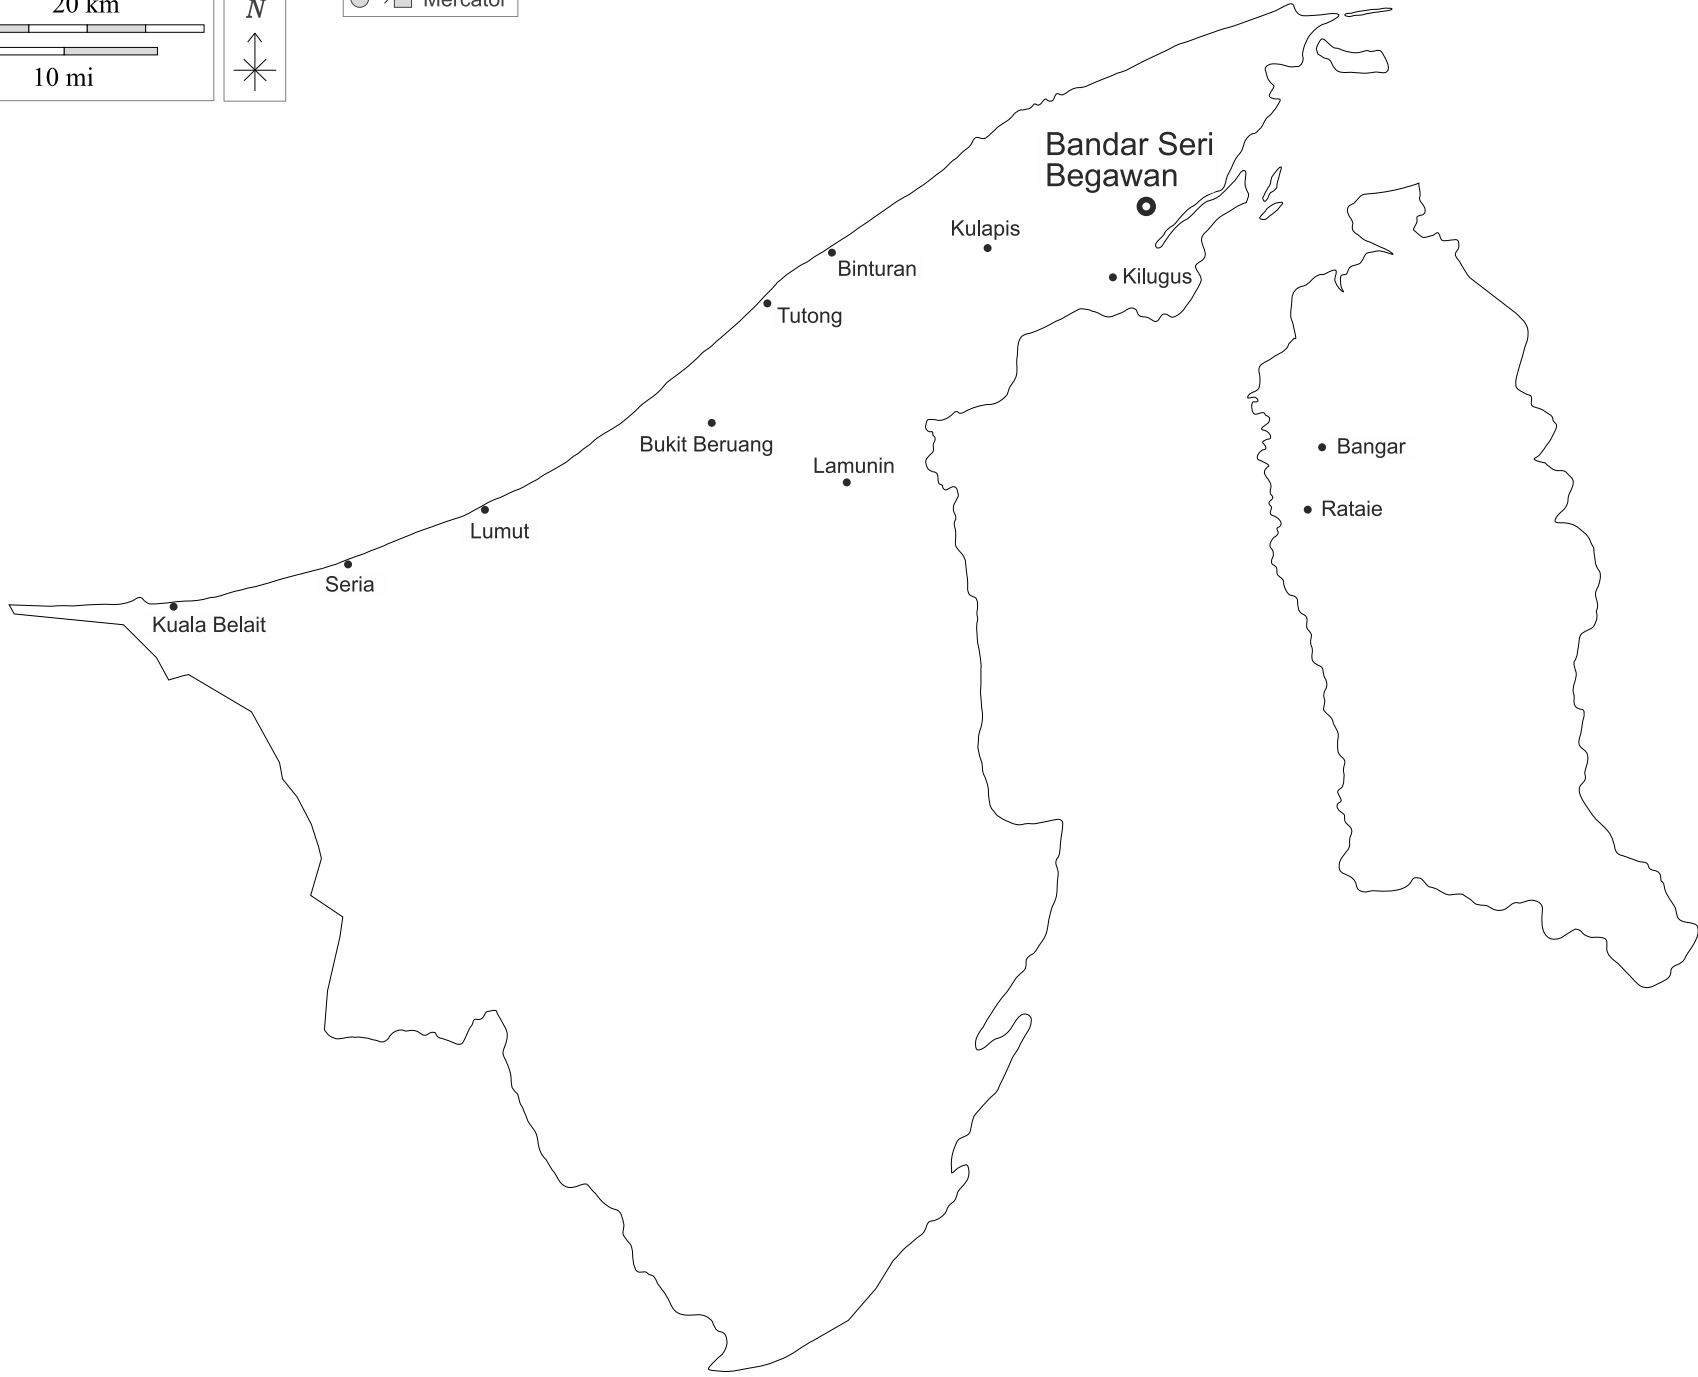 20 km
10 mi
N
Mercator
Bandar Seri
Begawan
Kulapis
Binturan
Kilugus
Tutong
Bukit Beruang
Lamunin
Bangar
Rataie
Lumut
Seria
Kuala Belait